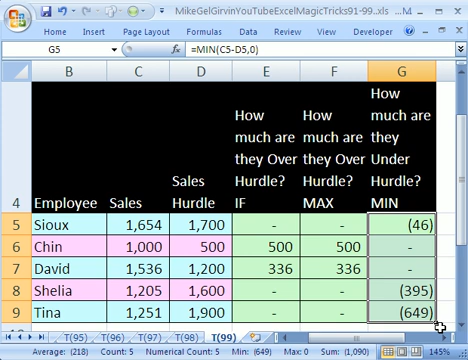 MikeGelGirvinYouTubeExcelMagicTricks91-99...xls...
Home Insert Page Layout Formulas Data Review View Developer
G5 =MIN(C5-D5,0)
B C D E F G
4 Employee Sales Sales Hurdle How much are they Over Hurdle? IF How much are they Over Hurdle? MAX How much are they Under Hurdle? MIN
5 Sioux 1,654 1,700 - - (46)
6 Chin 1,000 500 500 500 -
7 David 1,536 1,200 336 336 -
8 Shelia 1,205 1,600 - - (395)
9 Tina 1,251 1,900 - - (649)
T(95) T(96) T(97) T(98) T(99)
Average: (218) Count: 5 Numerical Count: 5 Min: (649) Max: 0 Sum: (1,090) 145%